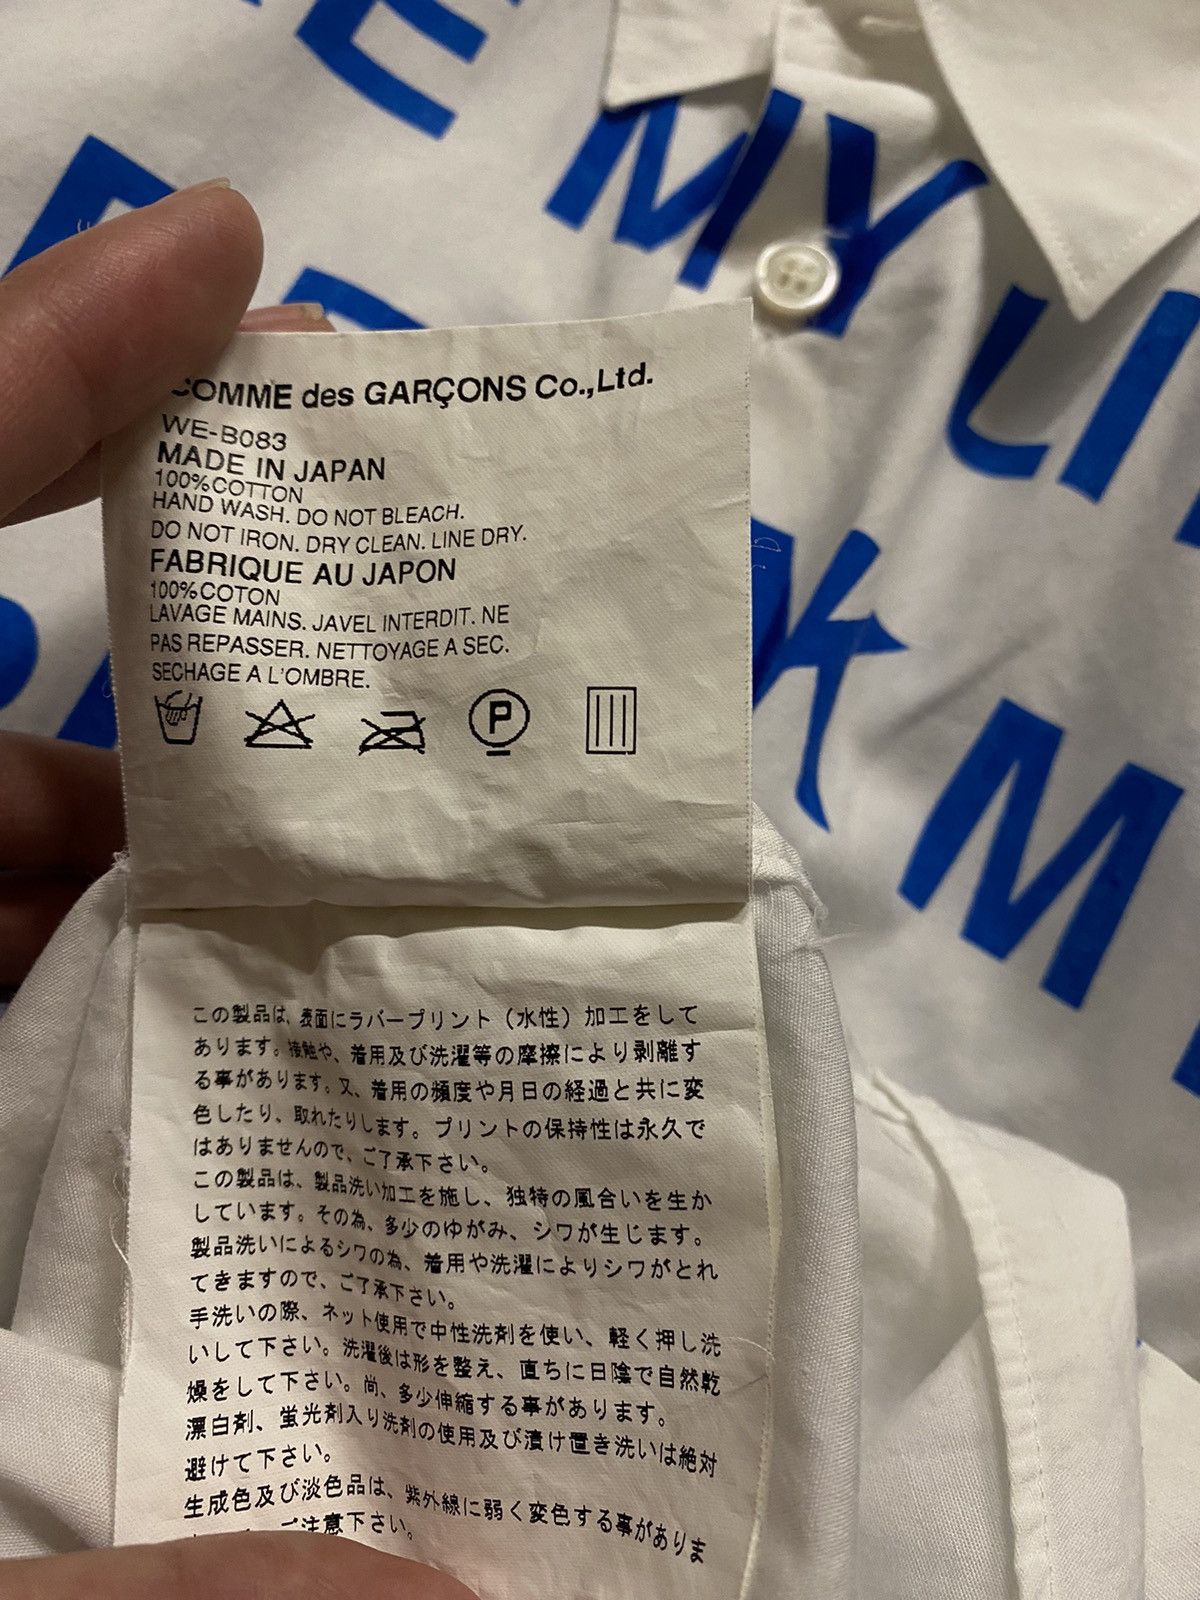 E
MY LI
K
M
COMME des GARÇONS Co.,Ltd.
WE-B083
MADE IN JAPAN
100%COTTON
HAND WASH. DO NOT BLEACH.
DO NOT IRON. DRY CLEAN. LINE DRY.
FABRIQUE AU JAPON
100%COTON
LAVAGE MAINS. JAVEL INTERDIT. NE
PAS REPASSER. NETTOYAGE A SEC.
SECHAGE A L'OMBRE.
P
この製品は、表面にラバープリント（水性）加工をして
あります。接触や、着用及び洗濯等の摩擦により剥離す
る事があります。又、着用の頻度や月日の経過と共に変
色したり、取れたりします。プリントの保持性は永久で
はありませんので、ご了承下さい。
この製品は、製品洗い加工を施し、独特の風合いを生か
しています。その為、多少のゆがみ、シワが生じます。
製品洗いによるシワの為、着用や洗濯によりシワがとれ
てきますので、ご了承下さい。
手洗いの際、ネット使用で中性洗剤を使い、軽く押し洗
いして下さい。洗濯後は形を整え、直ちに日陰で自然乾
燥をして下さい。尚、多少伸縮する事があります。
漂白剤、蛍光剤入り洗剤の使用及び漬け置き洗いは絶対
避けて下さい。
生成色及び淡色品は、紫外線に弱く変色する事がありま
ご注意下さい。